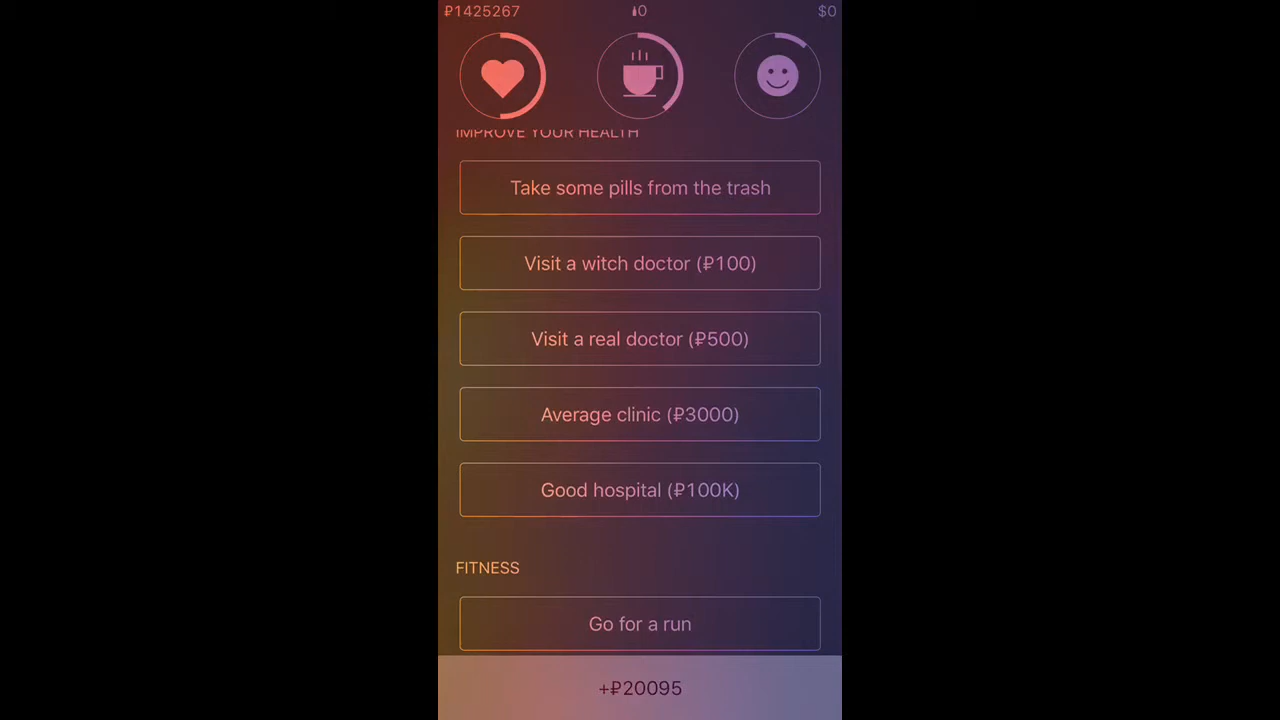 ₽1425267
0
$0
IMPROVE YOUR HEALTH
Take some pills from the trash
Visit a witch doctor (₽100)
Visit a real doctor (₽500)
Average clinic (₽3000)
Good hospital (₽100K)
FITNESS
Go for a run
+₽20095